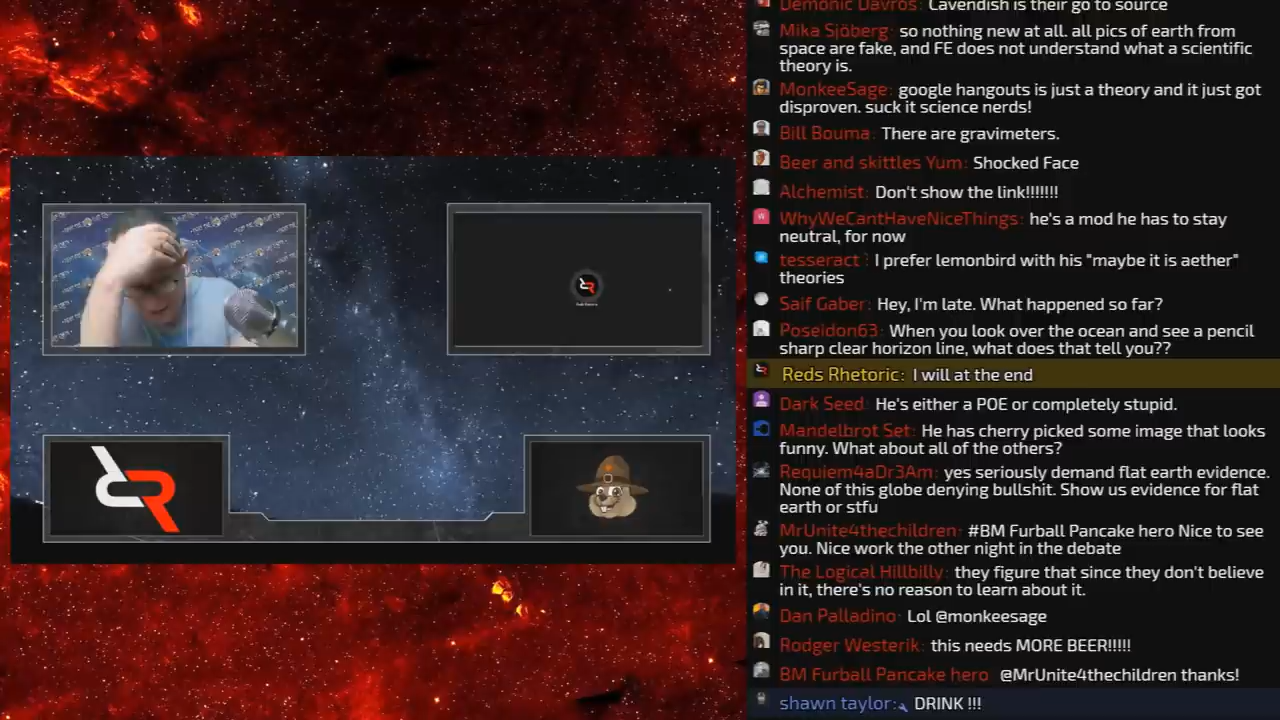 Demonic Davros: Cavendish is their go to source
Mika Sjöberg: so nothing new at all. all pics of earth from
space are fake, and FE does not understand what a scientific
theory is.
MonkeeSage: google hangouts is just a theory and it just got
disproven. suck it science nerds!
Bill Bouma: There are gravimeters.
Beer and skittles Yum: Shocked Face
Alchemist: Don't show the link!!!!!!!
WhyWeCantHaveNiceThings: he's a mod he has to stay
neutral, for now
tesseract : I prefer lemonbird with his "maybe it is aether"
theories
Saif Gaber: Hey, I'm late. What happened so far?
Poseidon63: When you look over the ocean and see a pencil
sharp clear horizon line, what does that tell you??
Reds Rhetoric: I will at the end
Dark Seed: He's either a POE or completely stupid.
Mandelbrot Set: He has cherry picked some image that looks
funny. What about all of the others?
Requiem4aDr3Am: yes seriously demand flat earth evidence.
None of this globe denying bullshit. Show us evidence for flat
earth or stfu
MrUnite4thechildren: #BM Furball Pancake hero Nice to see
you. Nice work the other night in the debate
The Logical Hillbilly: they figure that since they don't believe
in it, there's no reason to learn about it.
Dan Palladino: Lol @monkeesage
Rodger Westerik: this needs MORE BEER!!!!!
BM Furball Pancake hero @MrUnite4thechildren thanks!
shawn taylor: DRINK !!!